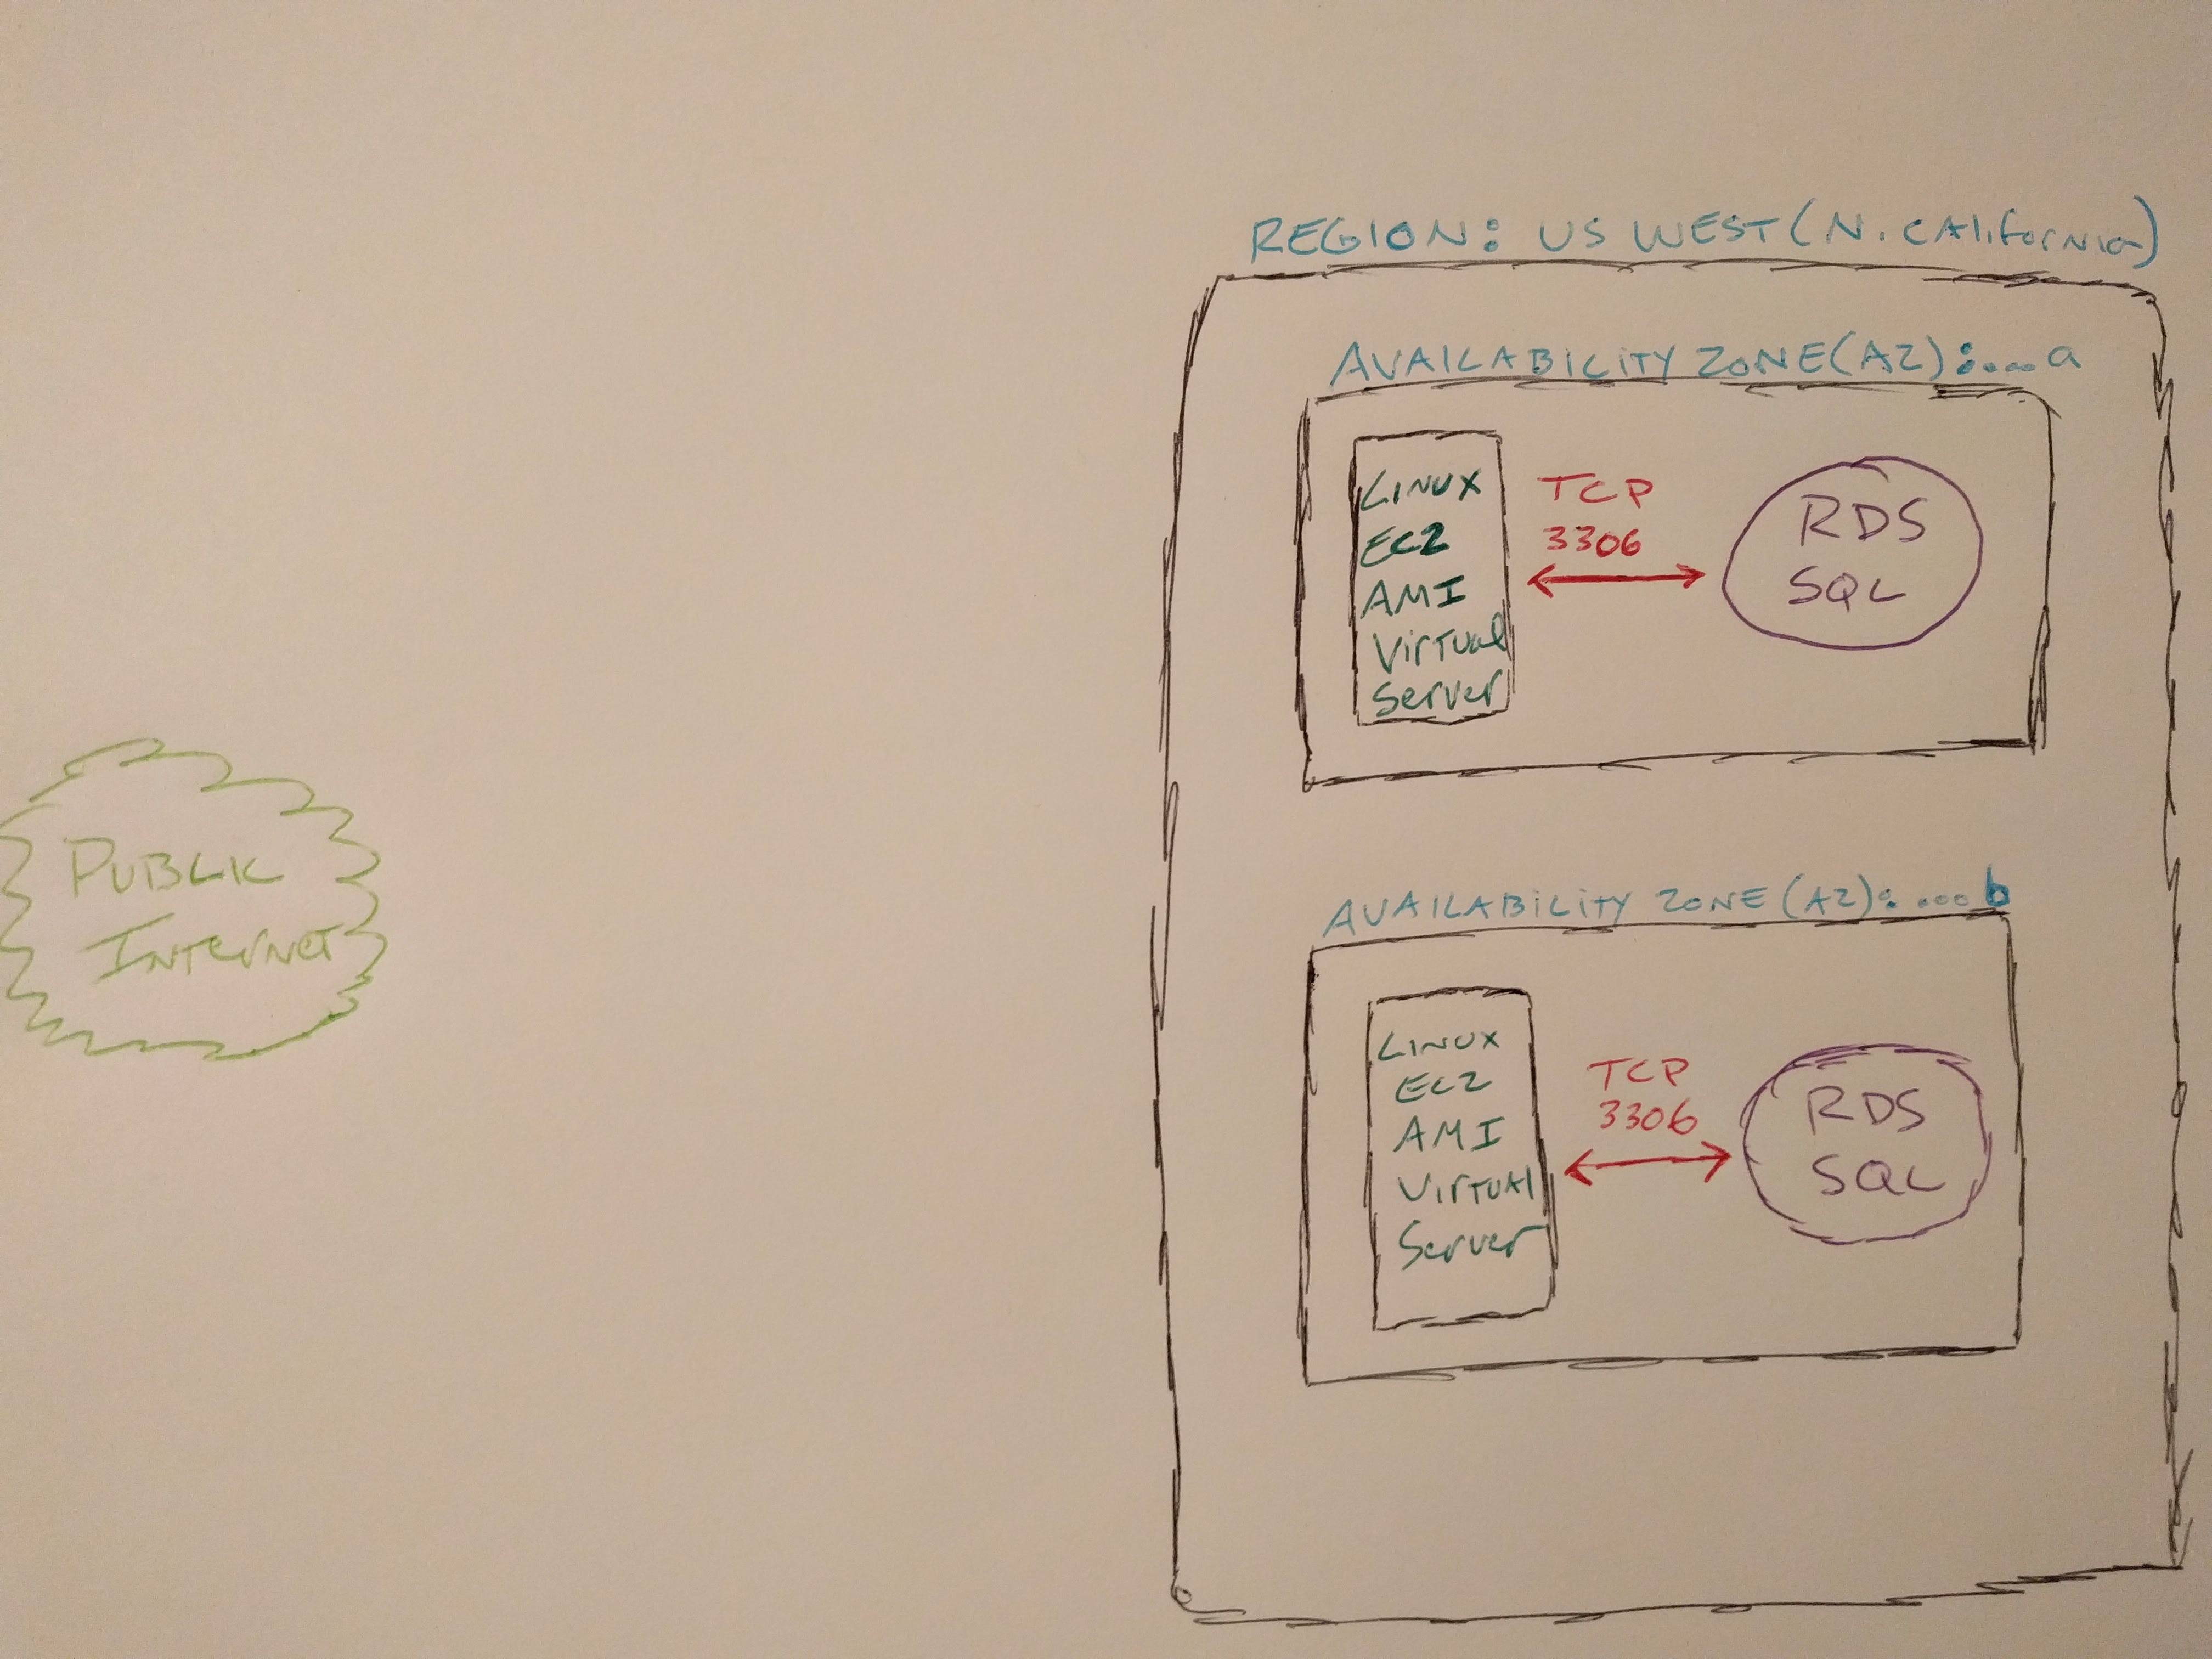 REGION: US WEST (N. CALiforniA)
AVAILABILITY ZONE (AZ):....a
LINUX
EC2
AMI
Virtual
Server
TCP
3306
RDS
SQL
PUBLIC
INTERNET
AVAILABILITY ZONE (AZ): ....b
LINUX
EC2
AMI
VIrTUAl
Server
TCP
3306
RDS
SQL